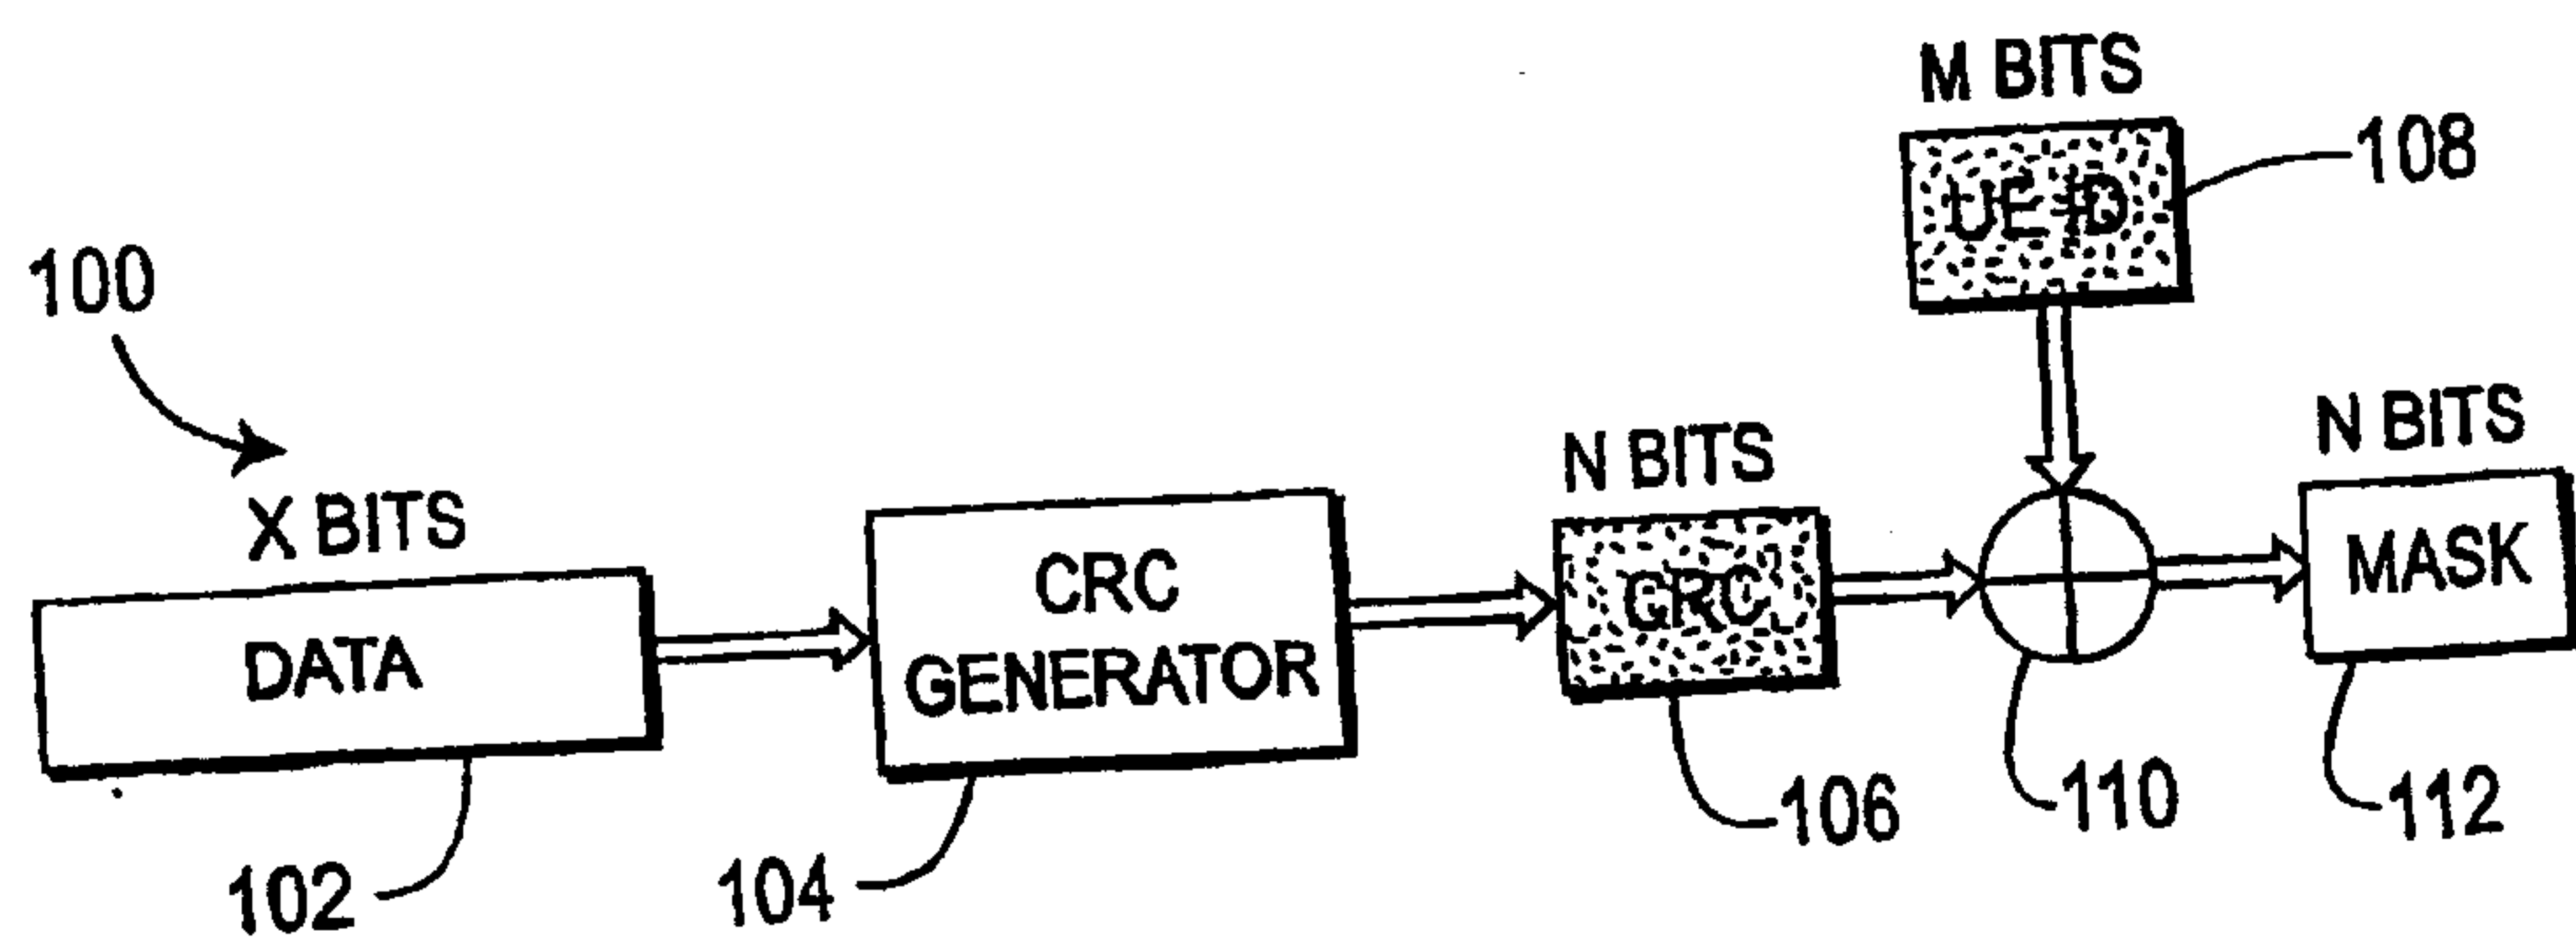 M BITS
UE ID
108
100
X BITS
DATA
102
CRC
GENERATOR
104
N BITS
CRC
106
110
N BITS
MASK
112